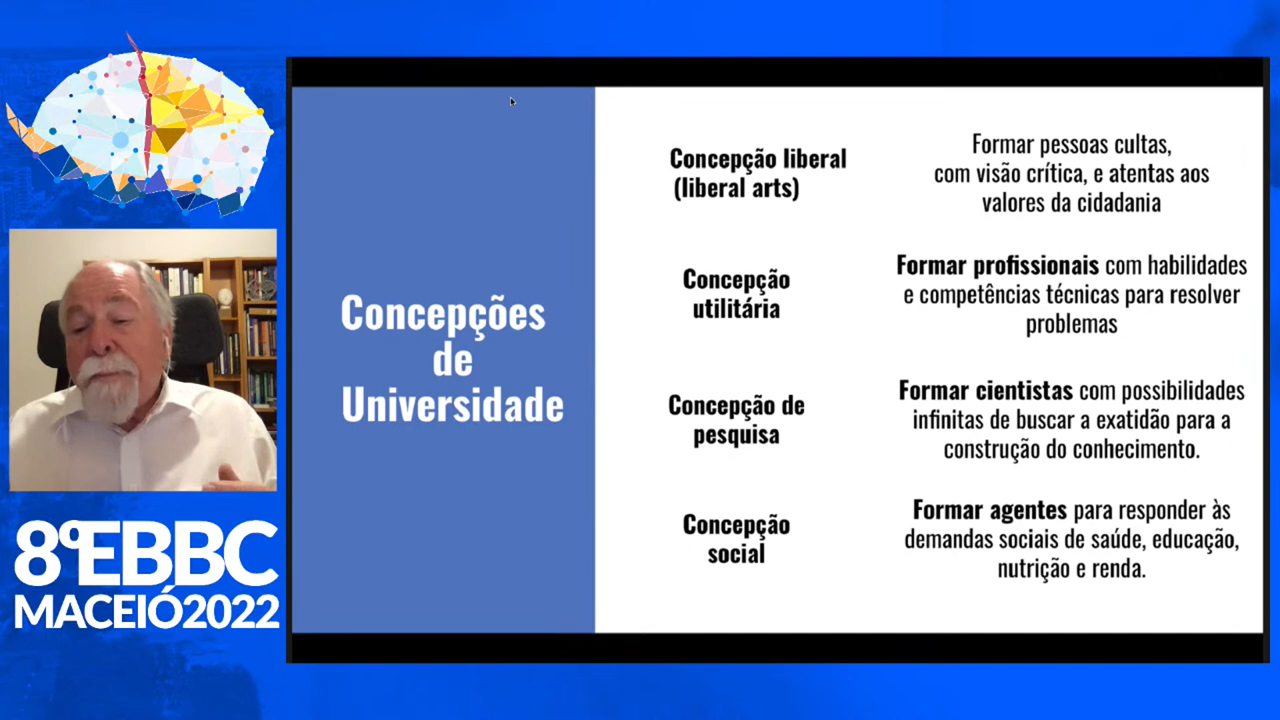 8ºEBBC
MACEIÓ2022
Concepções
de
Universidade
Concepção liberal
(liberal arts)
Formar pessoas cultas,
com visão crítica, e atentas aos
valores da cidadania
Concepção
utilitária
Formar profissionais com habilidades
e competências técnicas para resolver
problemas
Concepção de
pesquisa
Formar cientistas com possibilidades
infinitas de buscar a exatidão para a
construção do conhecimento.
Concepção
social
Formar agentes para responder às
demandas sociais de saúde, educação,
nutrição e renda.